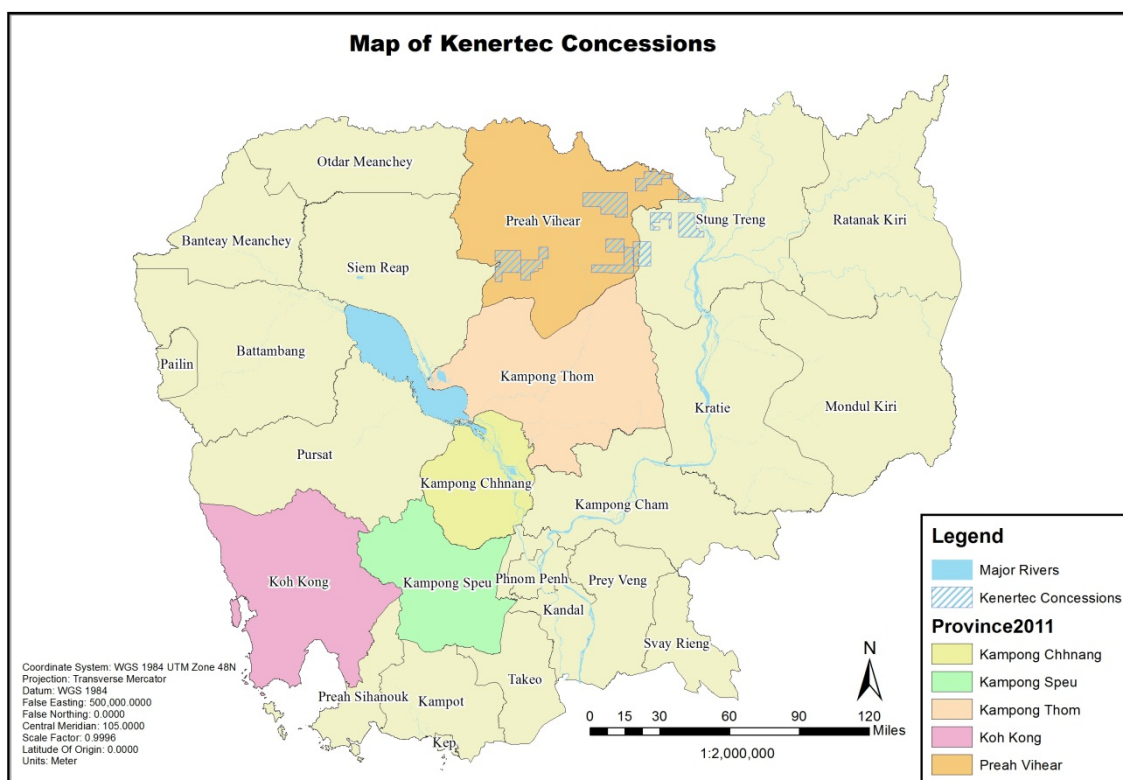 Map of Kenertec Concessions
Otdar Meanchey
Preah Vihear
Stung Treng
Ratanak Kiri
Banteay Meanchey
Siem Reap
Battambang
Pailin
Kampong Thom
Kratie
Mondul Kiri
Pursat
Kampong Chhnang
Kampong Cham
Koh Kong
Kampong Speu
Phnom Penh
Prey Veng
Kandal
Svay Rieng
Takeo
Preah Sihanouk
Kampot
Kep
Coordinate System: WGS 1984 UTM Zone 48N
Projection: Transverse Mercator
Datum: WGS 1984
False Easting: 500,000.0000
False Northing: 0.0000
Central Meridian: 105.0000
Scale Factor: 0.9996
Latitude Of Origin: 0.0000
Units: Meter
N
0 15 30 60 90 120
Miles
1:2,000,000
Legend
Major Rivers
Kenertec Concessions
Province2011
Kampong Chhnang
Kampong Speu
Kampong Thom
Koh Kong
Preah Vihear